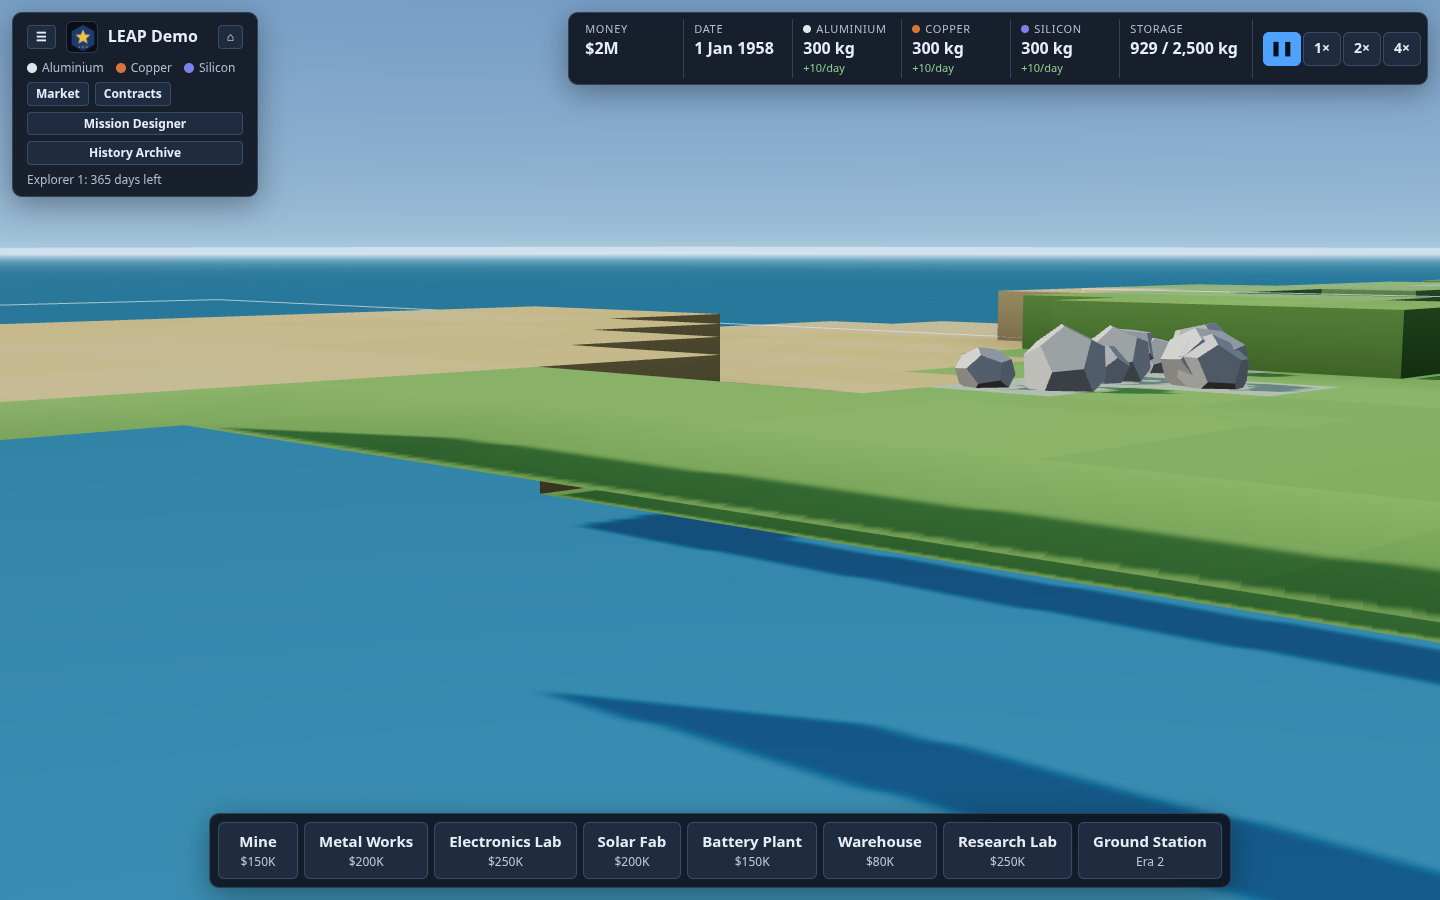 ☰ LEAP Demo ⌂
Aluminium Copper Silicon
Market Contracts
Mission Designer
History Archive
Explorer 1: 365 days left
MONEY
$2M
DATE
1 Jan 1958
ALUMINIUM
300 kg
+10/day
COPPER
300 kg
+10/day
SILICON
300 kg
+10/day
STORAGE
929 / 2,500 kg
❚❚ 1× 2× 4×
Mine
$150K
Metal Works
$200K
Electronics Lab
$250K
Solar Fab
$200K
Battery Plant
$150K
Warehouse
$80K
Research Lab
$250K
Ground Station
Era 2